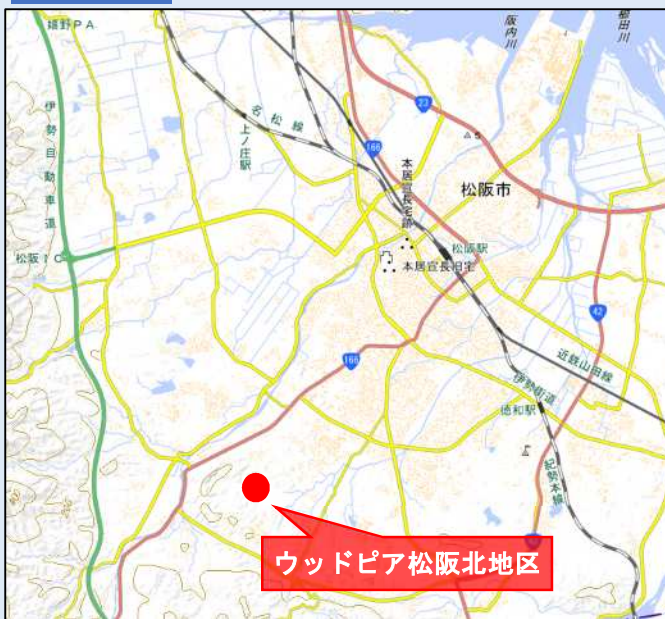 嬉野PA
阪内川
櫛田川
伊勢自動車道
名松線
上ノ庄駅
23
166
5
本居宣長宅跡
松阪市
松阪IC
松阪駅
本居宣長旧宅
42
166
近鉄山田線
伊勢街道
徳和駅
紀勢本線
42
ウッドピア松阪北地区